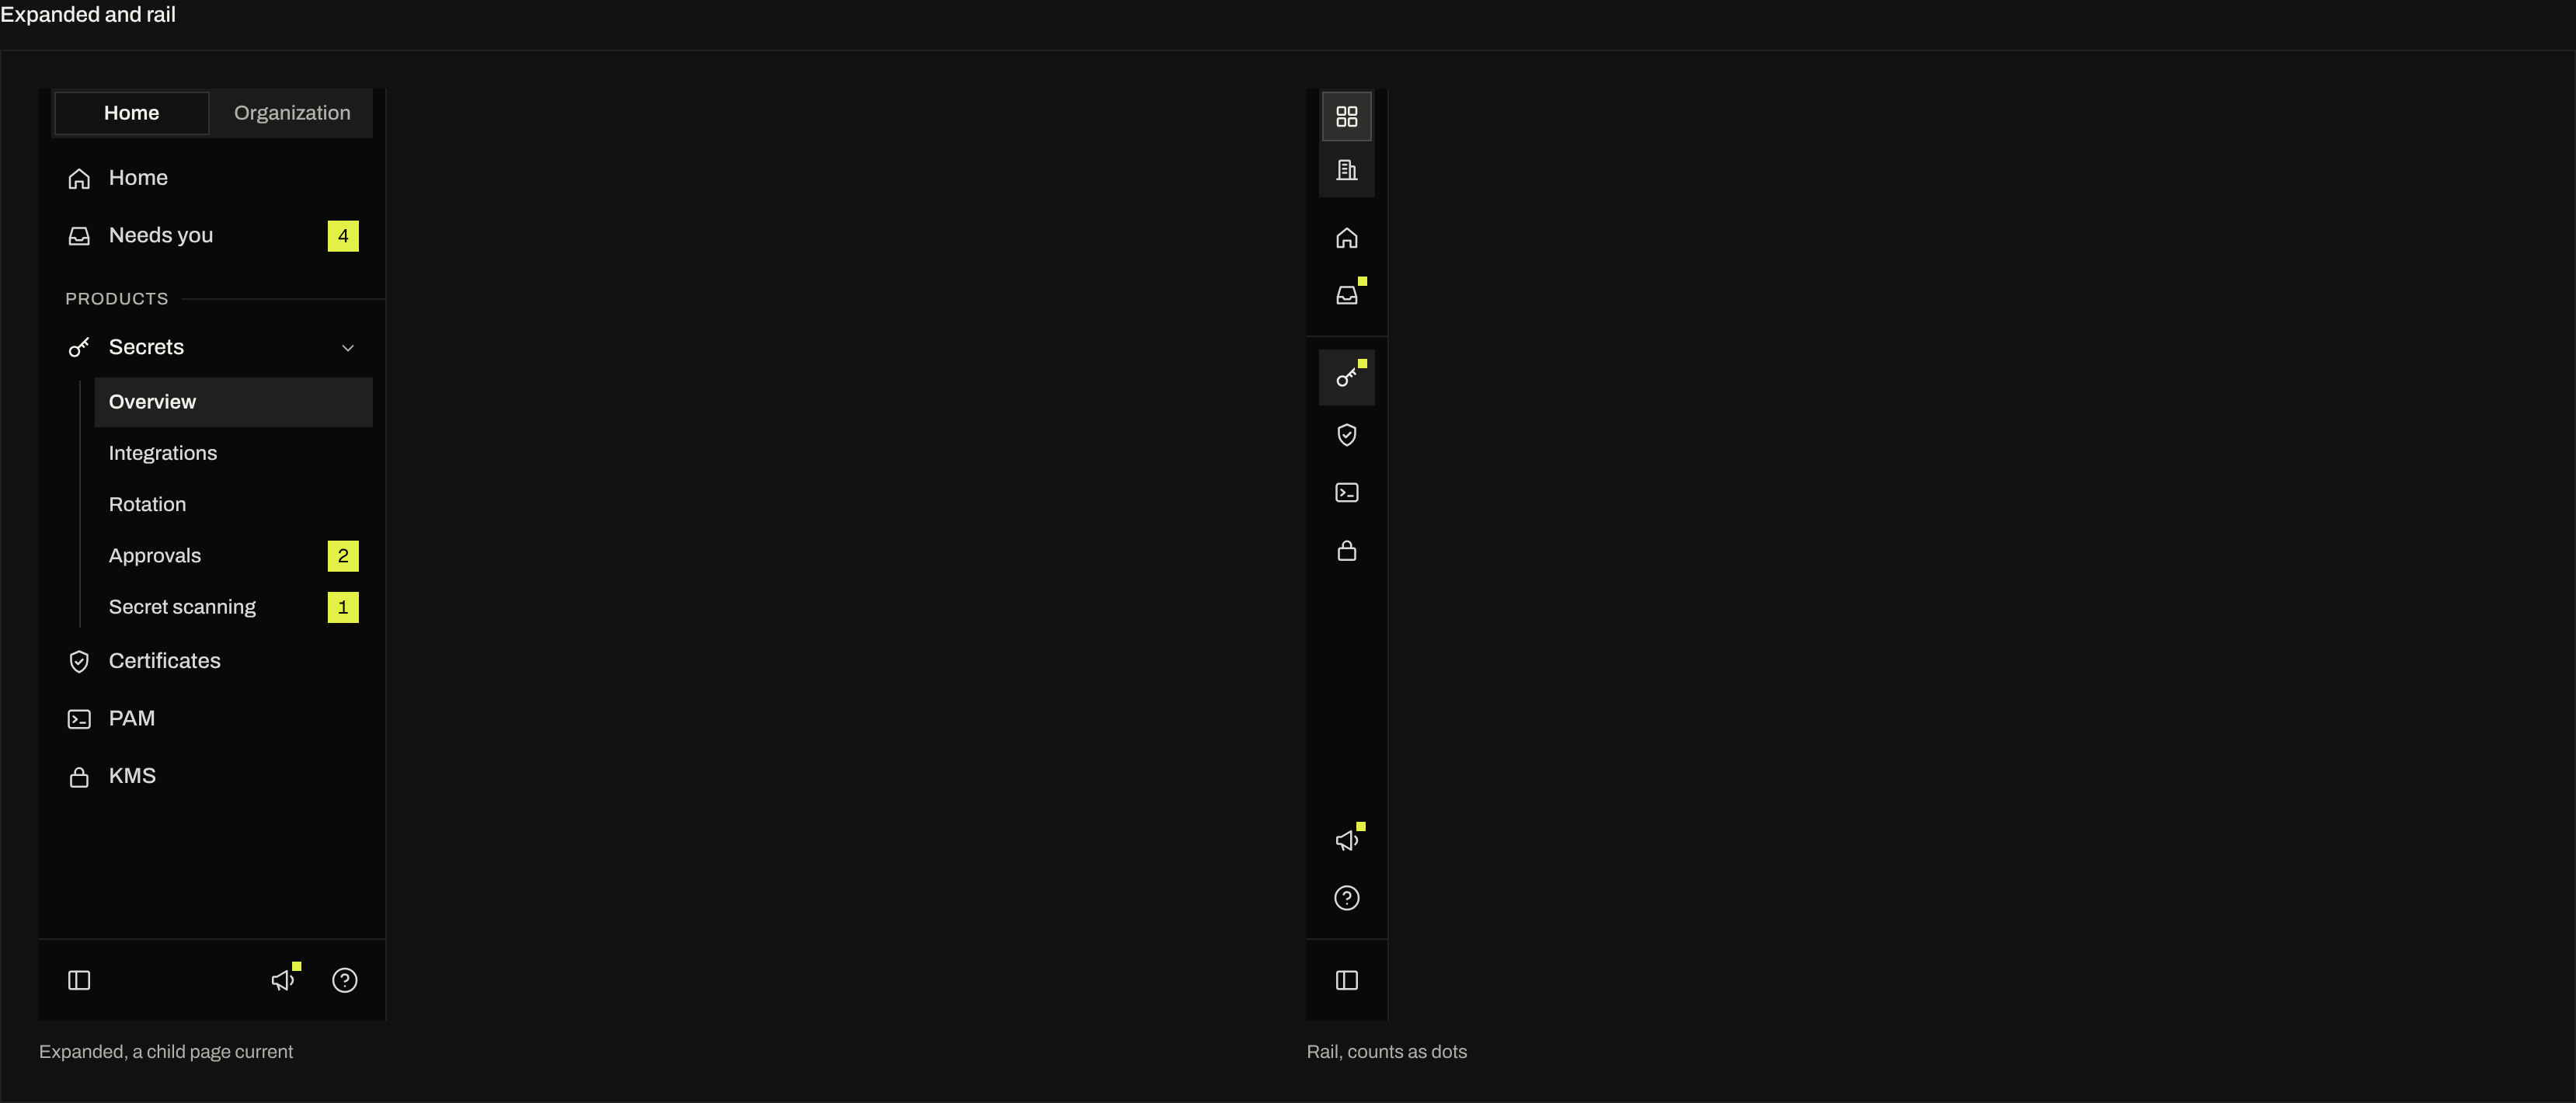 Expanded and rail
Home
Organization
Home
Needs you
4
PRODUCTS
Secrets
Overview
Integrations
Rotation
Approvals
2
Secret scanning
1
Certificates
PAM
KMS
Expanded, a child page current
Rail, counts as dots